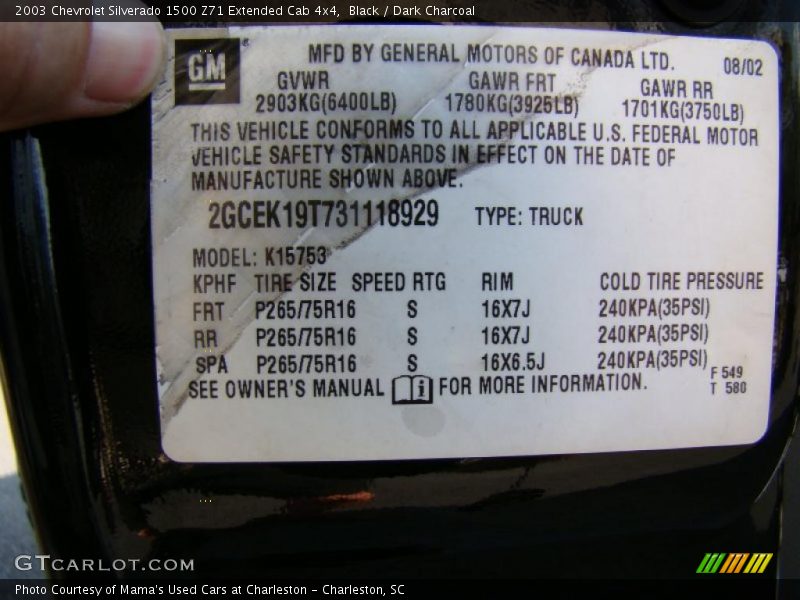 2003 Chevrolet Silverado 1500 Z71 Extended Cab 4x4, Black / Dark Charcoal
GM
MFD BY GENERAL MOTORS OF CANADA LTD. 08/02
GVWR GAWR FRT GAWR RR
2903KG(6400LB) 1780KG(3925LB) 1701KG(3750LB)
THIS VEHICLE CONFORMS TO ALL APPLICABLE U.S. FEDERAL MOTOR
VEHICLE SAFETY STANDARDS IN EFFECT ON THE DATE OF
MANUFACTURE SHOWN ABOVE.
2GCEK19T731118929 TYPE: TRUCK
MODEL: K15753
KPHF TIRE SIZE SPEED RTG RIM COLD TIRE PRESSURE
FRT P265/75R16 S 16X7J 240KPA(35PSI)
RR P265/75R16 S 16X7J 240KPA(35PSI)
SPA P265/75R16 S 16X6.5J 240KPA(35PSI)
SEE OWNER'S MANUAL FOR MORE INFORMATION.
F 549
T 580
GTCARLOT.COM
Photo Courtesy of Mama's Used Cars at Charleston - Charleston, SC